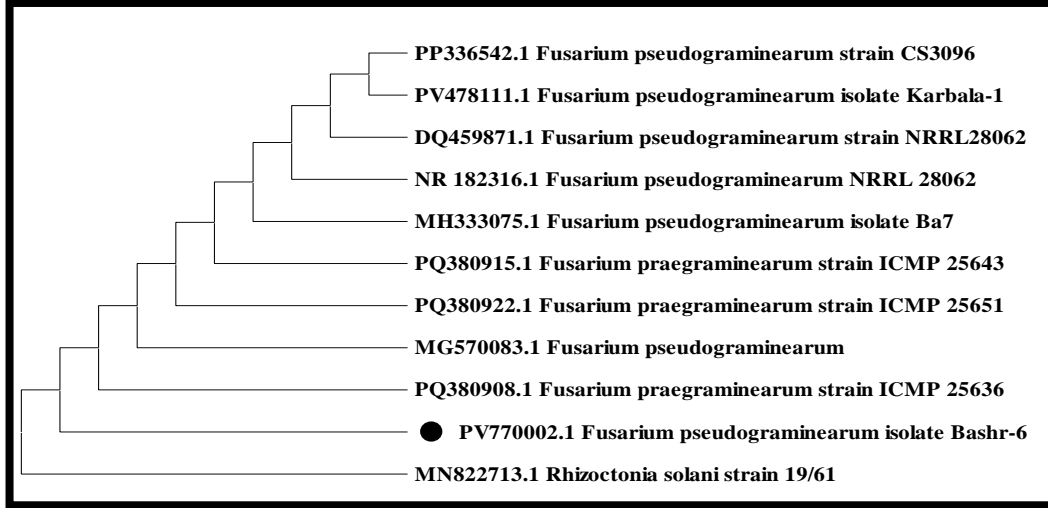 PP336542.1 Fusarium pseudograminearum strain CS3096
PV478111.1 Fusarium pseudograminearum isolate Karbala-1
DQ459871.1 Fusarium pseudograminearum strain NRRL28062
NR 182316.1 Fusarium pseudograminearum NRRL 28062
MH333075.1 Fusarium pseudograminearum isolate Ba7
PQ380915.1 Fusarium praegraminearum strain ICMP 25643
PQ380922.1 Fusarium praegraminearum strain ICMP 25651
MG570083.1 Fusarium pseudograminearum
PQ380908.1 Fusarium praegraminearum strain ICMP 25636
PV770002.1 Fusarium pseudograminearum isolate Bashr-6
MN822713.1 Rhizoctonia solani strain 19/61